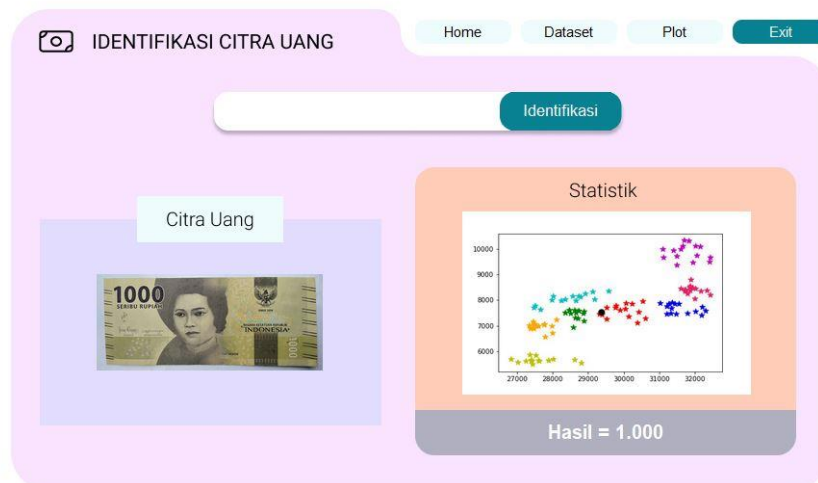 IDENTIFIKASI CITRA UANG
Home
Dataset
Plot
Exit
Identifikasi
Citra Uang
1000
SERIBU RUPIAH
INDONESIA
1000
Statistik
10000
9000
8000
7000
6000
27000 28000 29000 30000 31000 32000
Hasil = 1.000